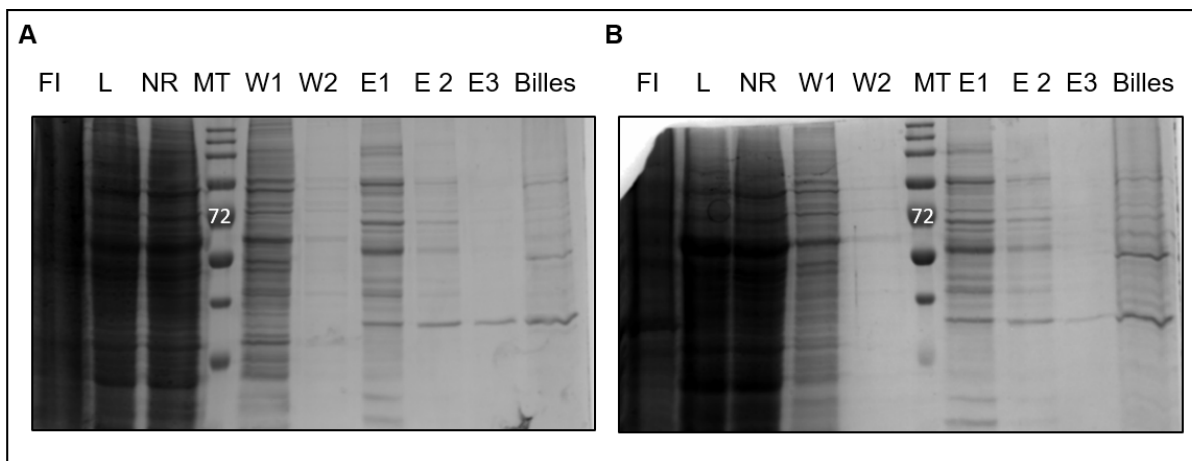 A
FI L NR MT W1 W2 E1 E 2 E3 Billes
72
B
FI L NR W1 W2 MT E1 E 2 E3 Billes
72